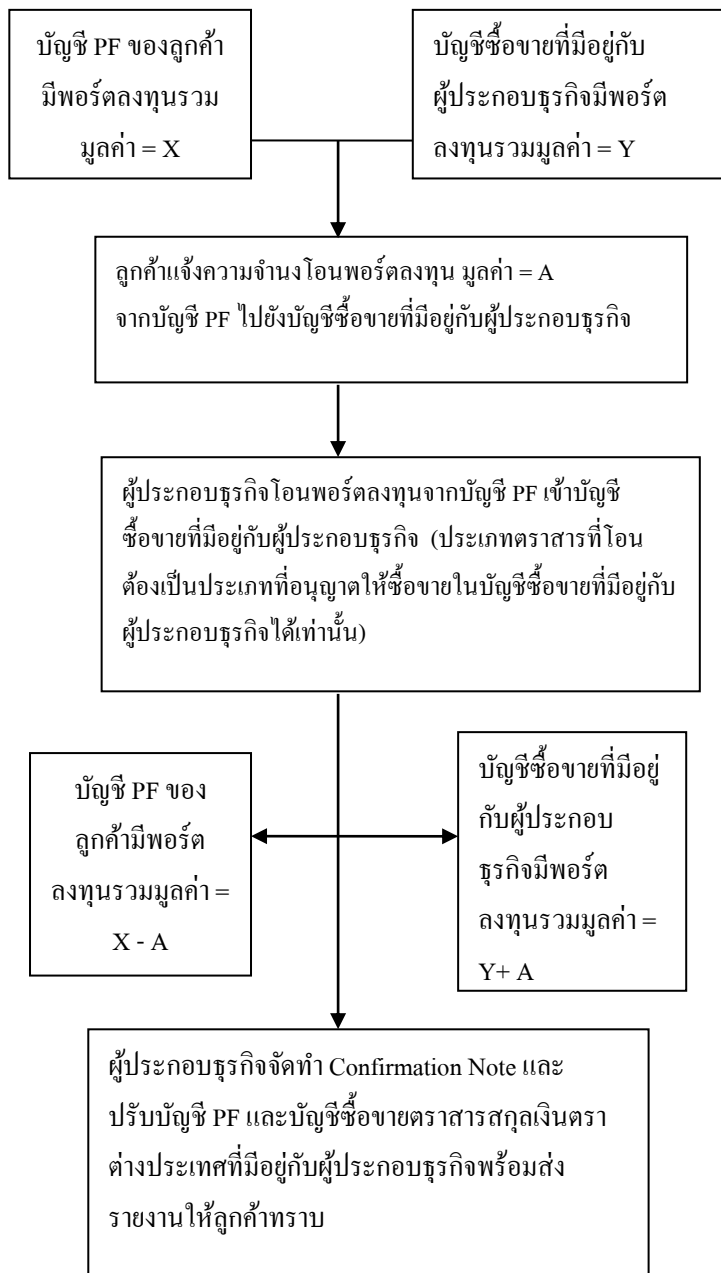 บัญชี PF ของลูกค้า
มีพอร์ตลงทุนรวม
มูลค่า = X
บัญชีซื้อขายที่มีอยู่กับ
ผู้ประกอบธุรกิจมีพอร์ต
ลงทุนรวมมูลค่า = Y
ลูกค้าแจ้งความจำนงโอนพอร์ตลงทุน มูลค่า = A
จากบัญชี PF ไปยังบัญชีซื้อขายที่มีอยู่กับผู้ประกอบธุรกิจ
ผู้ประกอบธุรกิจโอนพอร์ตลงทุนจากบัญชี PF เข้าบัญชี
ซื้อขายที่มีอยู่กับผู้ประกอบธุรกิจ (ประเภทตราสารที่โอน
ต้องเป็นประเภทที่อนุญาตให้ซื้อขายในบัญชีซื้อขายที่มีอยู่กับ
ผู้ประกอบธุรกิจได้เท่านั้น)
บัญชี PF ของ
ลูกค้ามีพอร์ต
ลงทุนรวมมูลค่า =
X - A
บัญชีซื้อขายที่มีอยู่
กับผู้ประกอบ
ธุรกิจมีพอร์ต
ลงทุนรวมมูลค่า =
Y+ A
ผู้ประกอบธุรกิจจัดทำ Confirmation Note และ
ปรับบัญชี PF และบัญชีซื้อขายตราสารสกุลเงินตรา
ต่างประเทศที่มีอยู่กับผู้ประกอบธุรกิจพร้อมส่ง
รายงานให้ลูกค้าทราบ